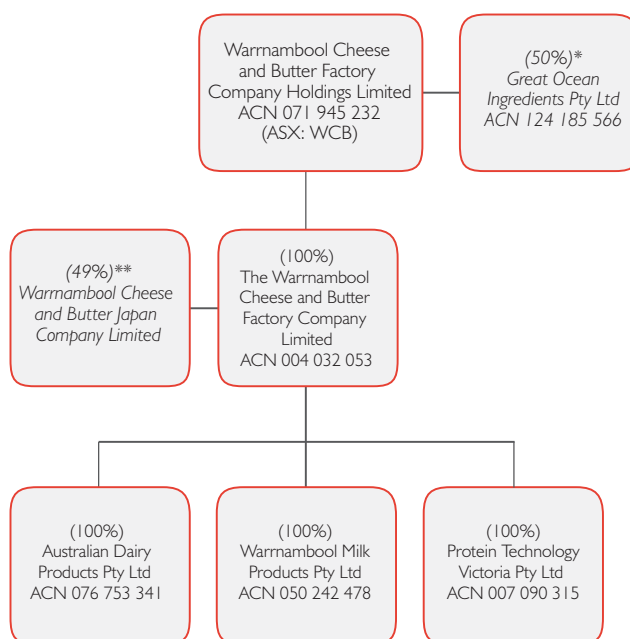 Warrnambool Cheese
and Butter Factory
Company Holdings Limited
ACN 071 945 232
(ASX: WCB)
(50%)*
Great Ocean
Ingredients Pty Ltd
ACN 124 185 566
(49%)**
Warrnambool Cheese
and Butter Japan
Company Limited
(100%)
The Warrnambool
Cheese and Butter
Factory Company
Limited
ACN 004 032 053
(100%)
Australian Dairy
Products Pty Ltd
ACN 076 753 341
(100%)
Warrnambool Milk
Products Pty Ltd
ACN 050 242 478
(100%)
Protein Technology
Victoria Pty Ltd
ACN 007 090 315